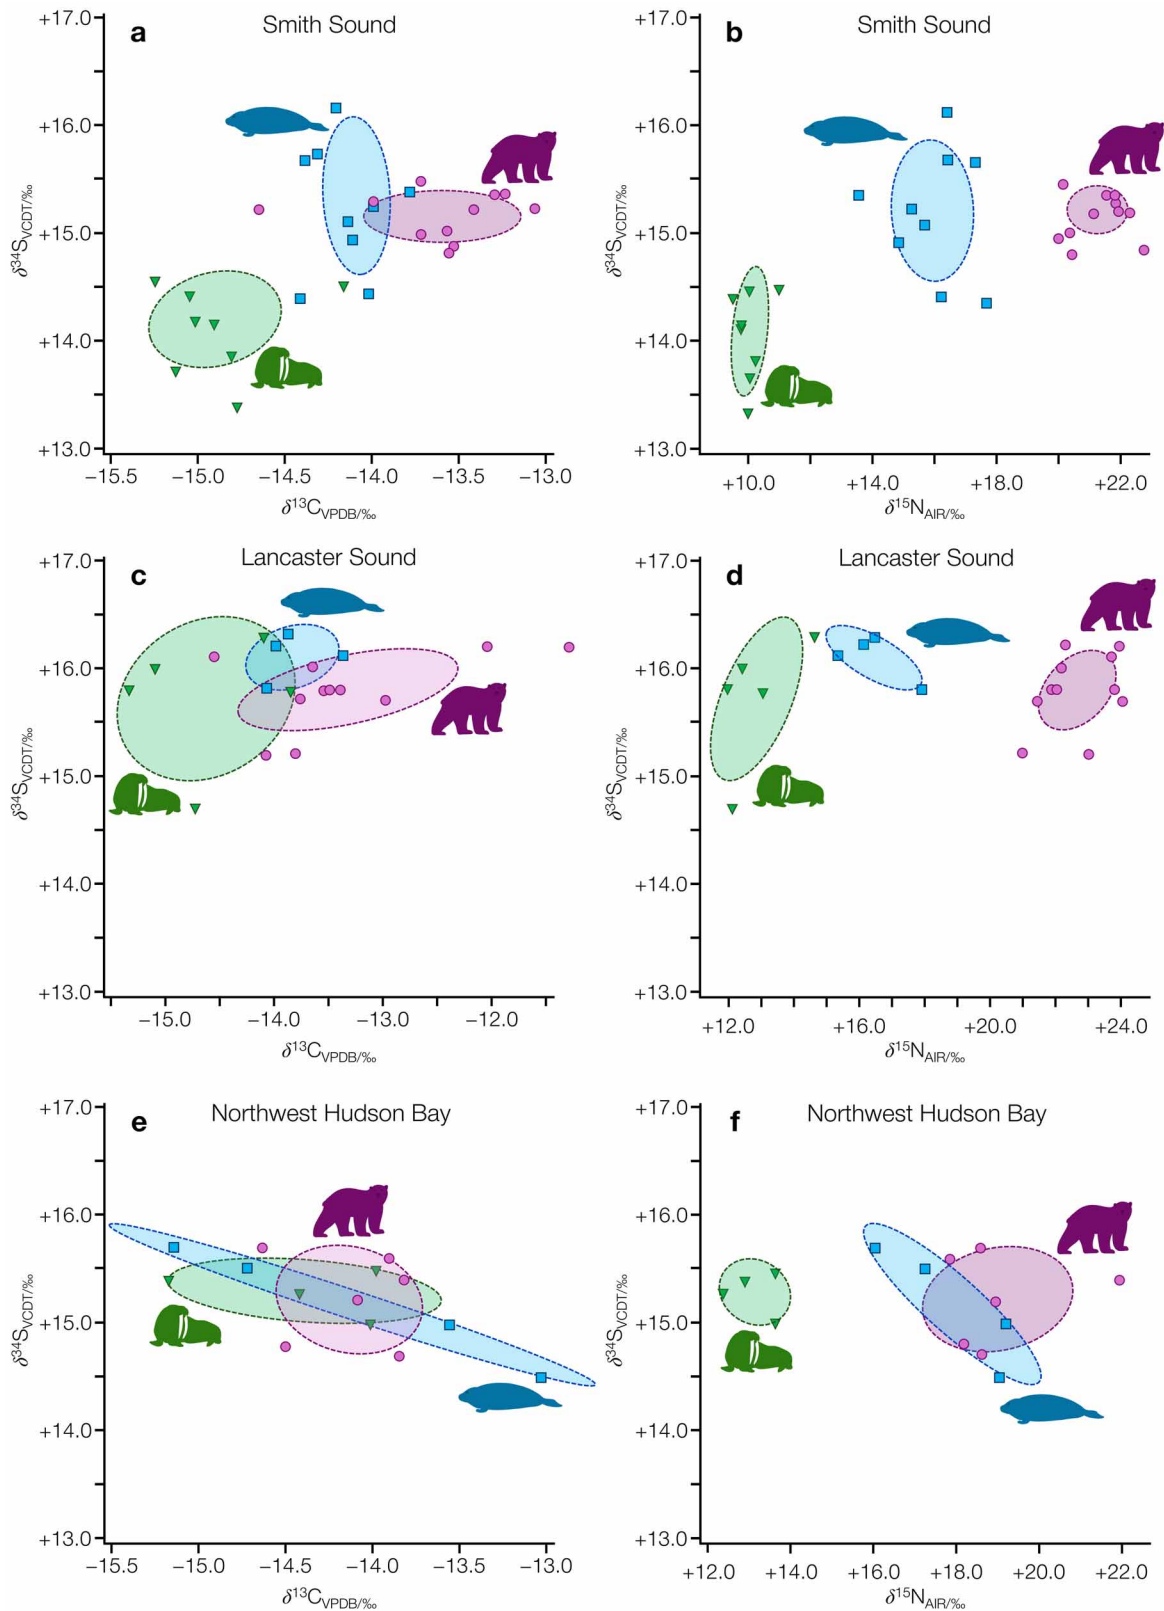 a
Smith Sound
+17.0
+16.0
+15.0
+14.0
+13.0
δ34SVCDT/‰
−15.5 −15.0 −14.5 −14.0 −13.5 −13.0
δ13CVPDB/‰
b
Smith Sound
+17.0
+16.0
+15.0
+14.0
+13.0
δ34SVCDT/‰
+10.0 +14.0 +18.0 +22.0
δ15NAIR/‰
c
Lancaster Sound
+17.0
+16.0
+15.0
+14.0
+13.0
δ34SVCDT/‰
−15.0 −14.0 −13.0 −12.0
δ13CVPDB/‰
d
Lancaster Sound
+17.0
+16.0
+15.0
+14.0
+13.0
δ34SVCDT/‰
+12.0 +16.0 +20.0 +24.0
δ15NAIR/‰
e
Northwest Hudson Bay
+17.0
+16.0
+15.0
+14.0
+13.0
δ34SVCDT/‰
−15.5 −15.0 −14.5 −14.0 −13.5 −13.0
δ13CVPDB/‰
f
Northwest Hudson Bay
+17.0
+16.0
+15.0
+14.0
+13.0
δ34SVCDT/‰
+12.0 +14.0 +16.0 +18.0 +20.0 +22.0
δ15NAIR/‰